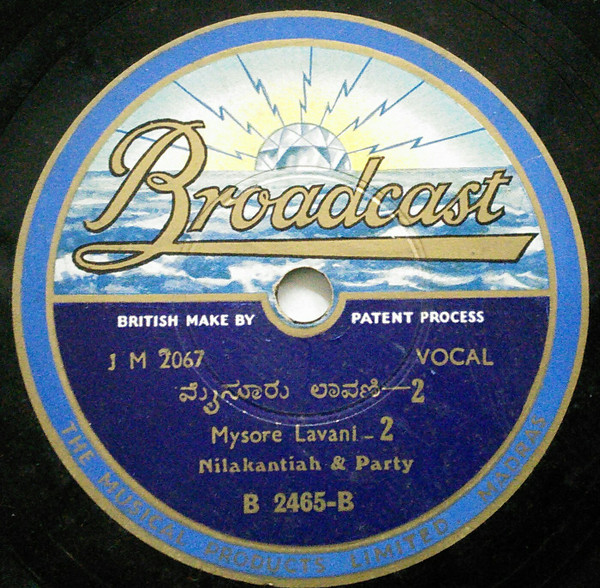 Broadcast
BRITISH MAKE BY PATENT PROCESS
J M 2067 VOCAL
ಮೈಸೂರು ಲಾವಣಿ—2
Mysore Lavani - 2
Nilakantiah & Party
B 2465-B
THE MUSICAL PRODUCTS LIMITED, MADRAS